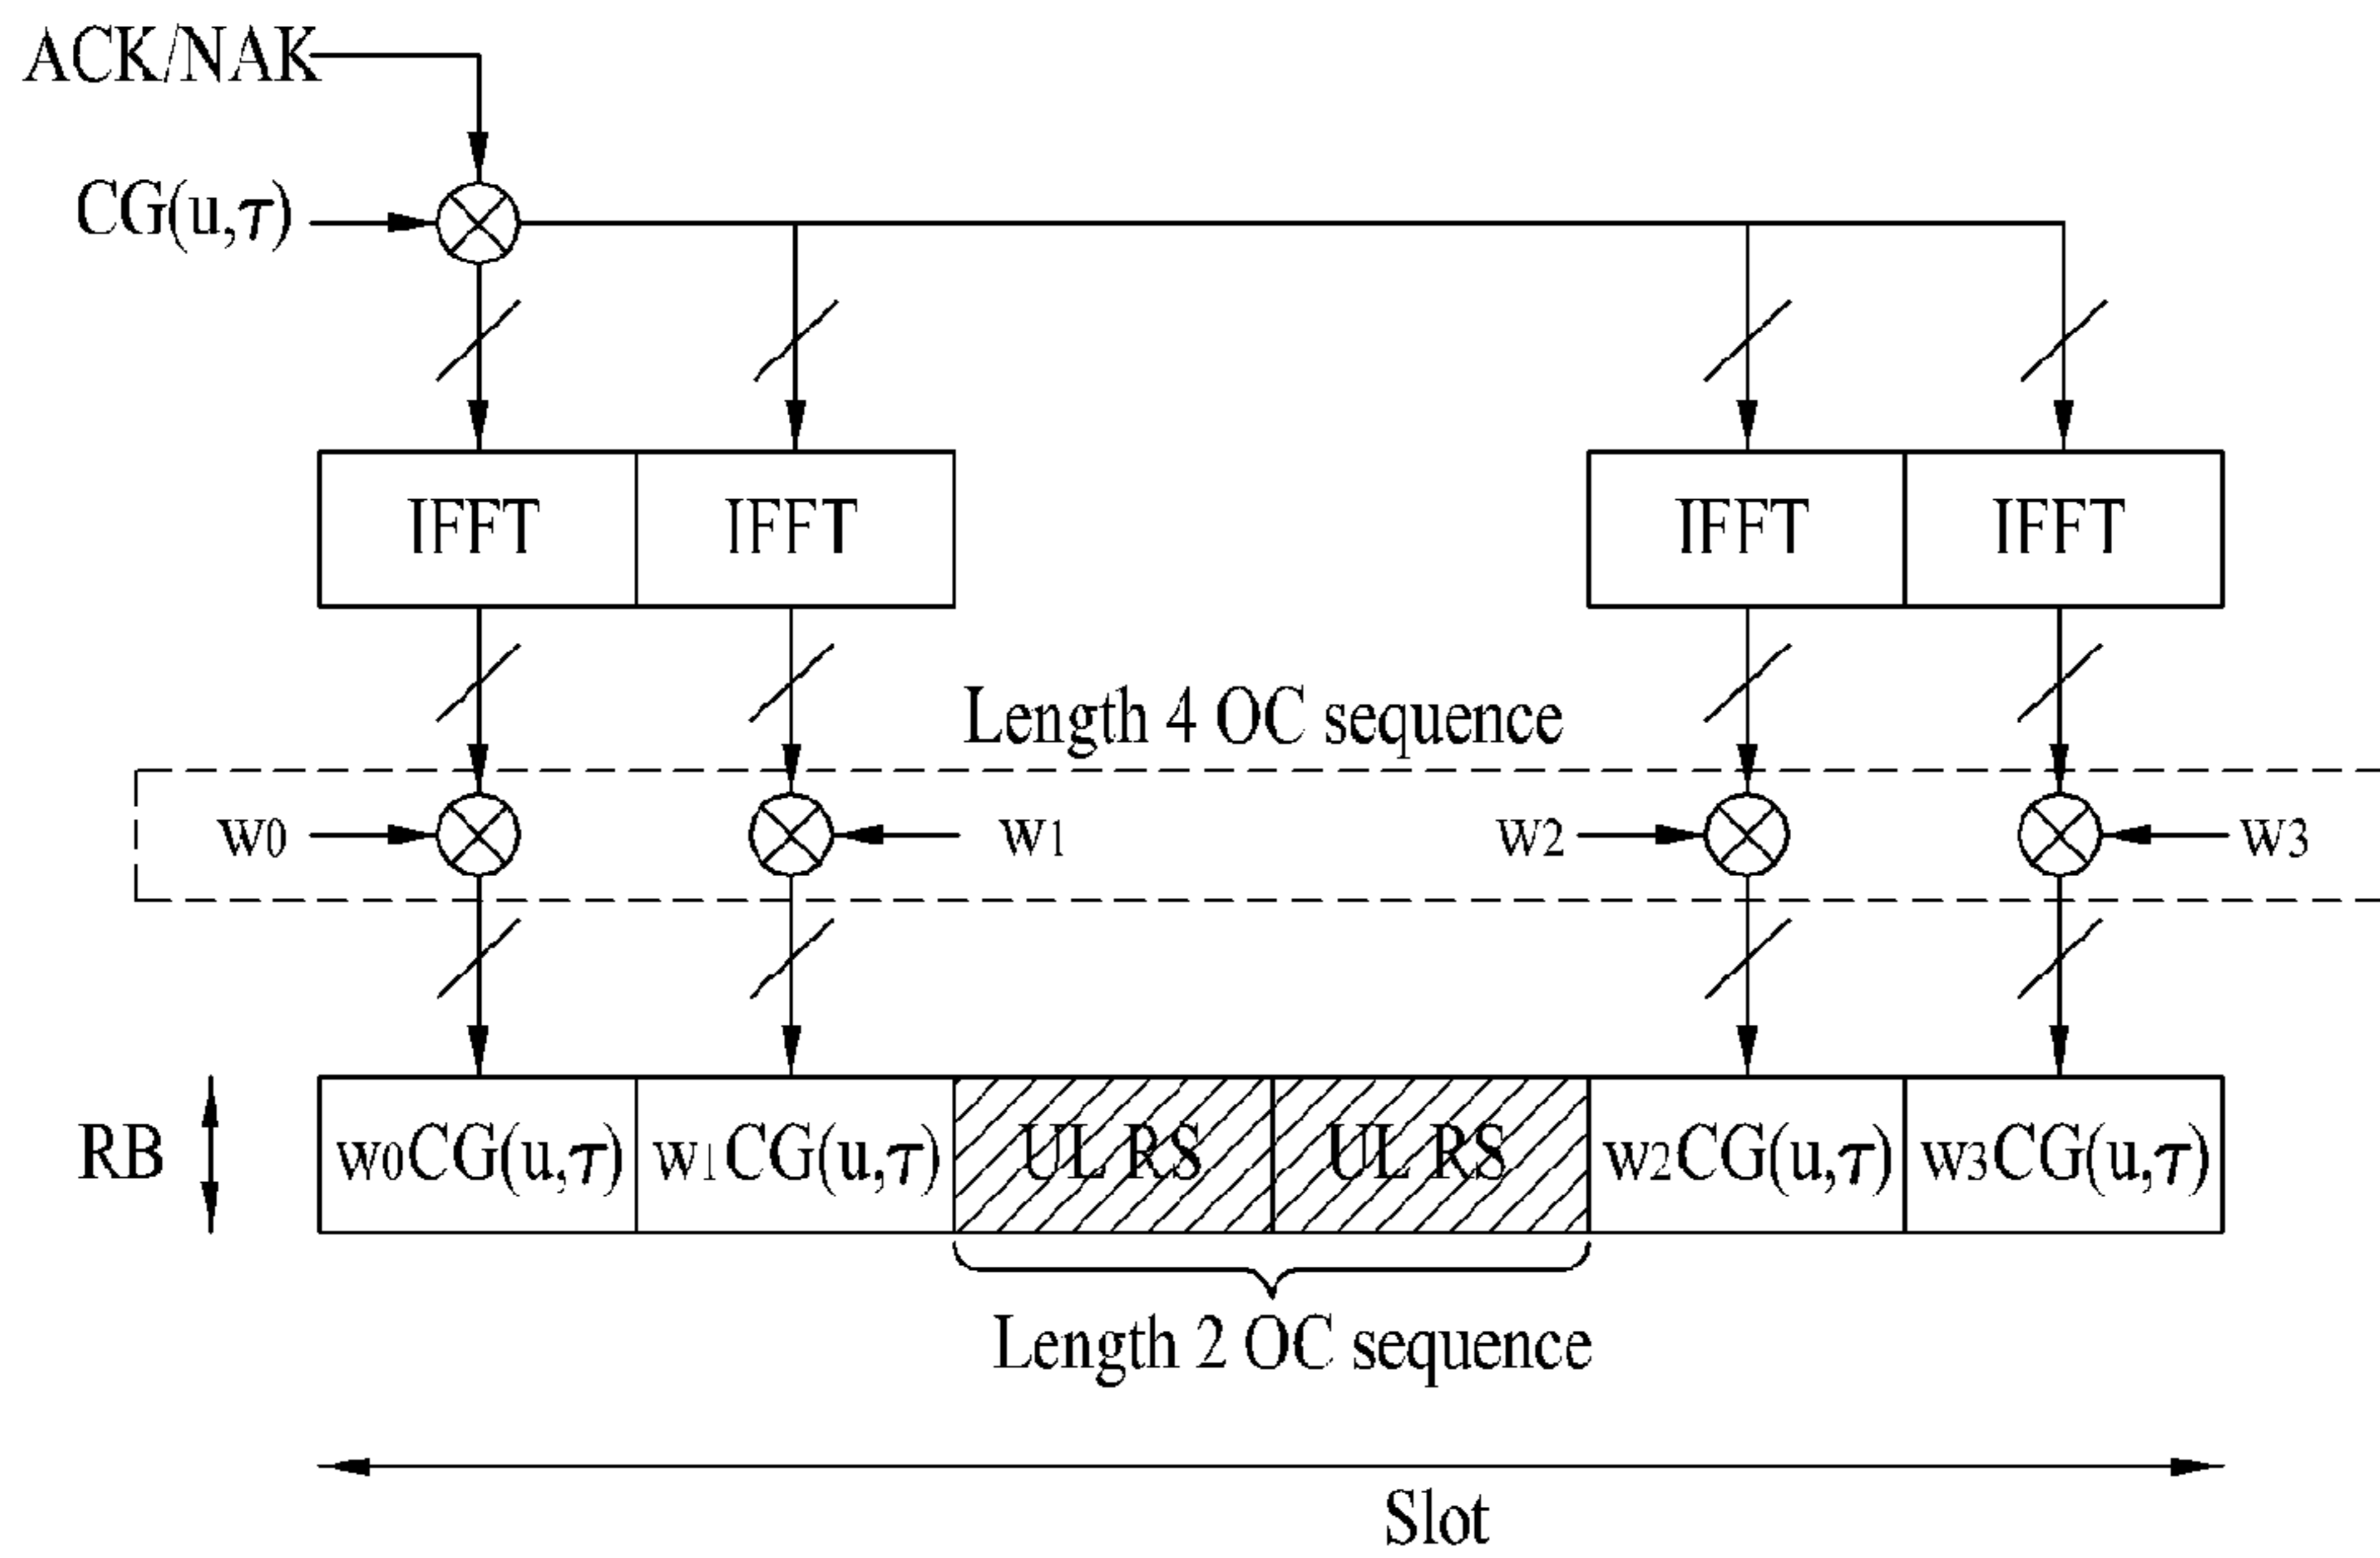 ACK/NAK
CG(u,τ)
IFFT IFFT IFFT IFFT
Length 4 OC sequence
w0 w1 w2 w3
RB w0CG(u,τ) w1CG(u,τ) UL RS UL RS w2CG(u,τ) w3CG(u,τ)
Length 2 OC sequence
Slot